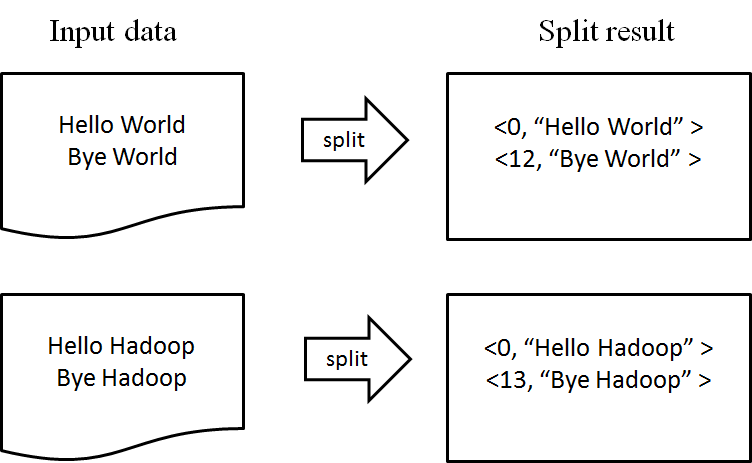 Input data
Split result
Hello World
Bye World
split
<0, “Hello World” >
<12, “Bye World” >
Hello Hadoop
Bye Hadoop
split
<0, “Hello Hadoop” >
<13, “Bye Hadoop” >